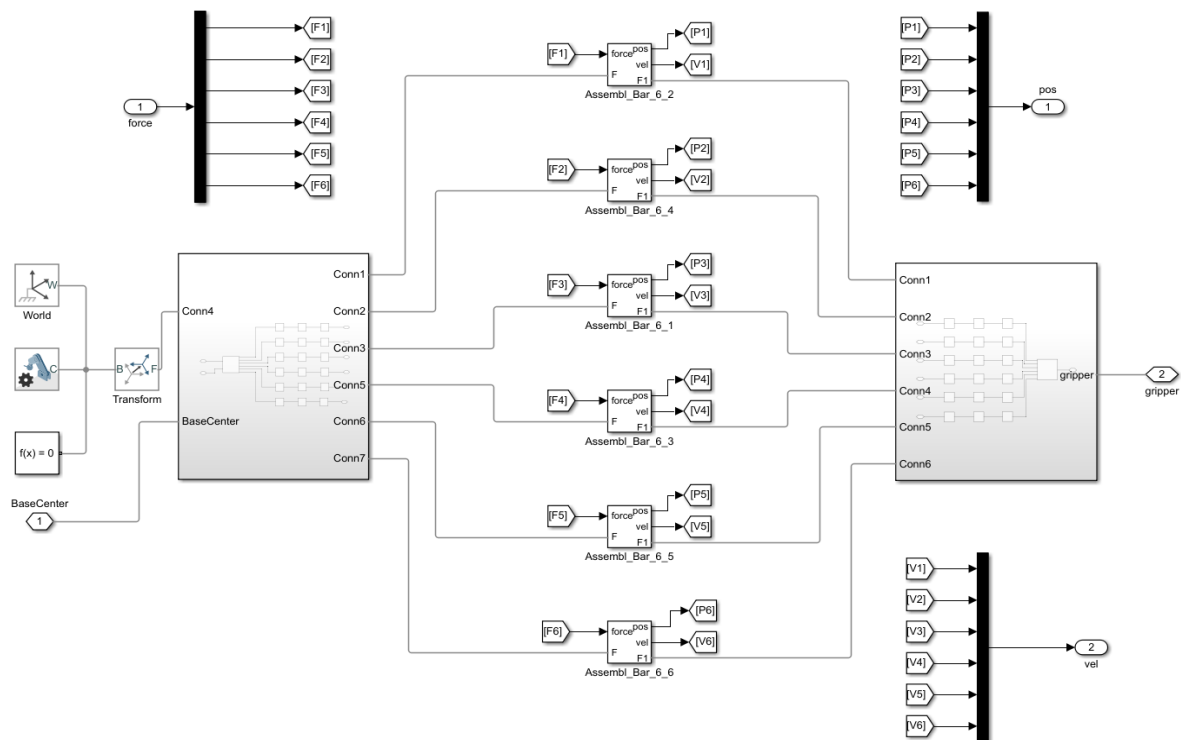 [F1]
[F2]
[F3]
[F4]
[F5]
[F6]
1
force
[F1]
force
pos
vel
F
F1
[P1]
[V1]
Assembl_Bar_6_2
[F2]
force
pos
vel
F
F1
[P2]
[V2]
Assembl_Bar_6_4
[F3]
force
pos
vel
F
F1
[P3]
[V3]
Assembl_Bar_6_1
[F4]
force
pos
vel
F
F1
[P4]
[V4]
Assembl_Bar_6_3
[F5]
force
pos
vel
F
F1
[P5]
[V5]
Assembl_Bar_6_5
[F6]
force
pos
vel
F
F1
[P6]
[V6]
Assembl_Bar_6_6
[P1]
[P2]
[P3]
[P4]
[P5]
[P6]
pos
1
W
World
C
f(x) = 0
B
F
Transform
BaseCenter
1
Conn4
BaseCenter
Conn1
Conn2
Conn3
Conn5
Conn6
Conn7
Conn1
Conn2
Conn3
Conn4
Conn5
Conn6
gripper
2
gripper
[V1]
[V2]
[V3]
[V4]
[V5]
[V6]
2
vel